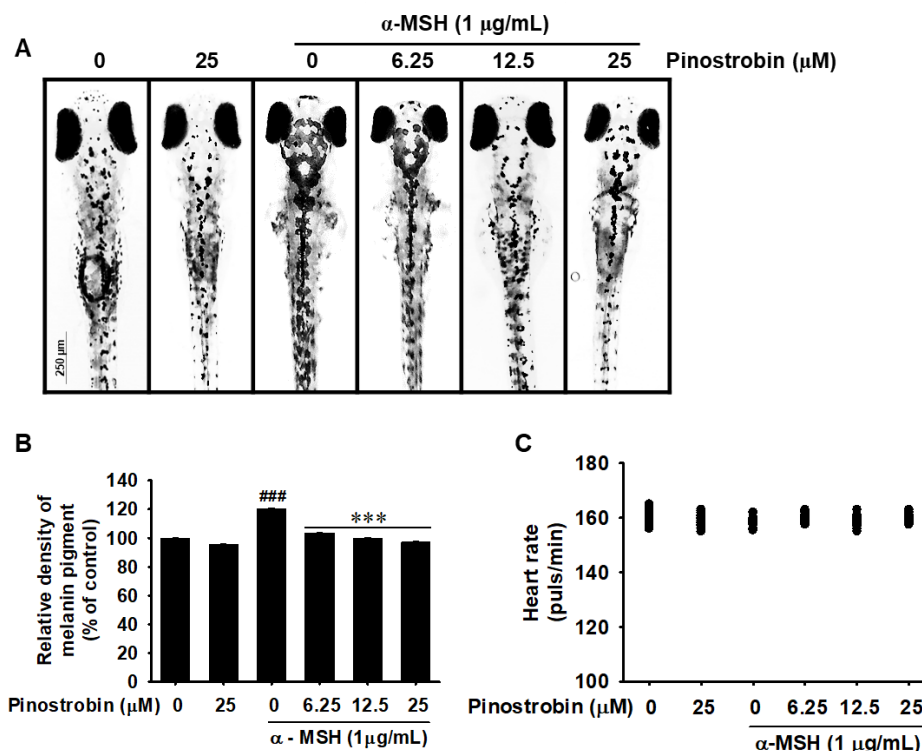 α-MSH (1 μg/mL)
A
0 25 0 6.25 12.5 25 Pinostrobin (μM)
250 μm
B
Relative density of
melanin pigment
(% of control)
140
120
100
80
60
40
20
0
###
***
Pinostrobin (μM) 0 25 0 6.25 12.5 25
α - MSH (1μg/mL)
C
Heart rate
(puls/min)
180
160
140
120
100
Pinostrobin (μM) 0 25 0 6.25 12.5 25
α-MSH (1 μg/mL)